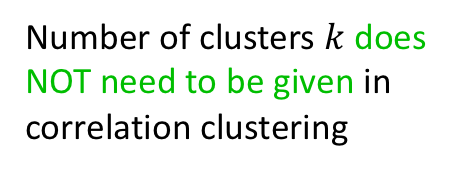 Number of clusters k does
NOT need to be given in
correlation clustering